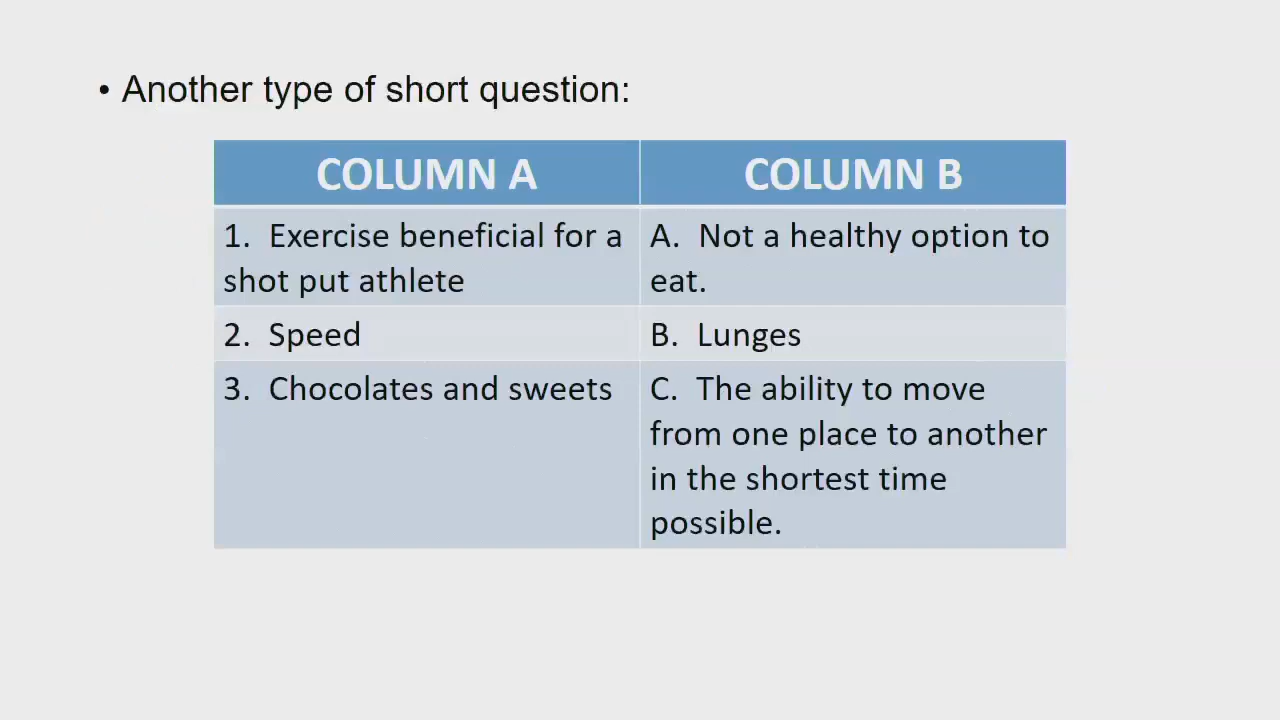 • Another type of short question:
COLUMN A
COLUMN B
1. Exercise beneficial for a
shot put athlete
A. Not a healthy option to
eat.
2. Speed
B. Lunges
3. Chocolates and sweets
C. The ability to move
from one place to another
in the shortest time
possible.